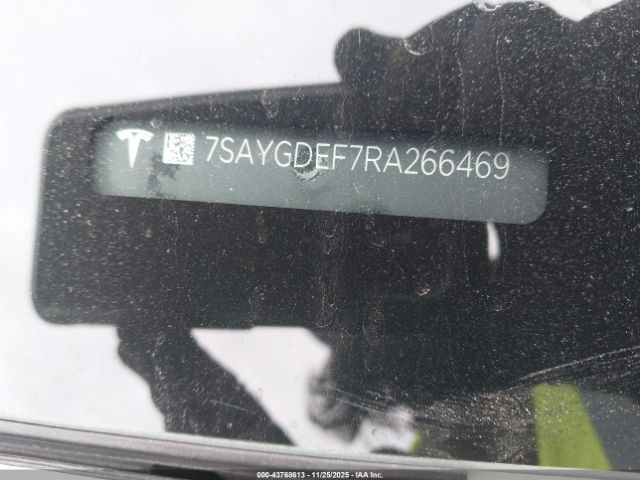 7SAYGDEF7RA266469
000-43768613 - 11/25/2025 - IAA Inc.